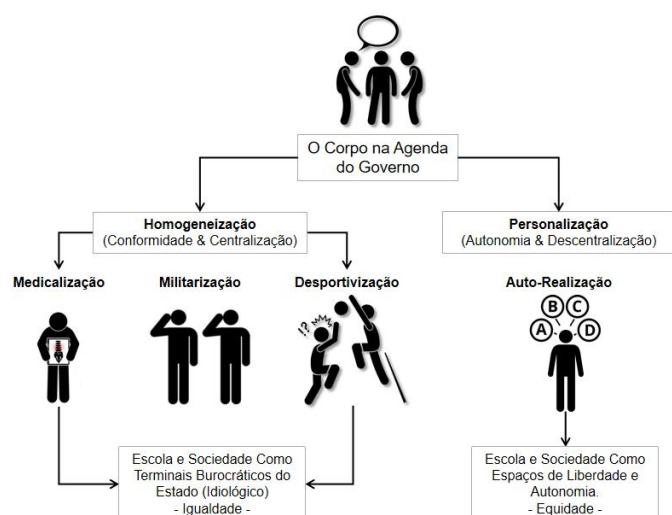 O Corpo na Agenda
do Governo
Homogeneização
(Conformidade & Centralização)
Personalização
(Autonomia & Descentralização)
Medicalização
Militarização
Desportivização
Auto-Realização
!?
A
B
C
D
Escola e Sociedade Como
Terminais Burocráticos do
Estado (Idiológico)
- Igualdade -
Escola e Sociedade Como
Espaços de Liberdade e
Autonomia.
- Equidade -